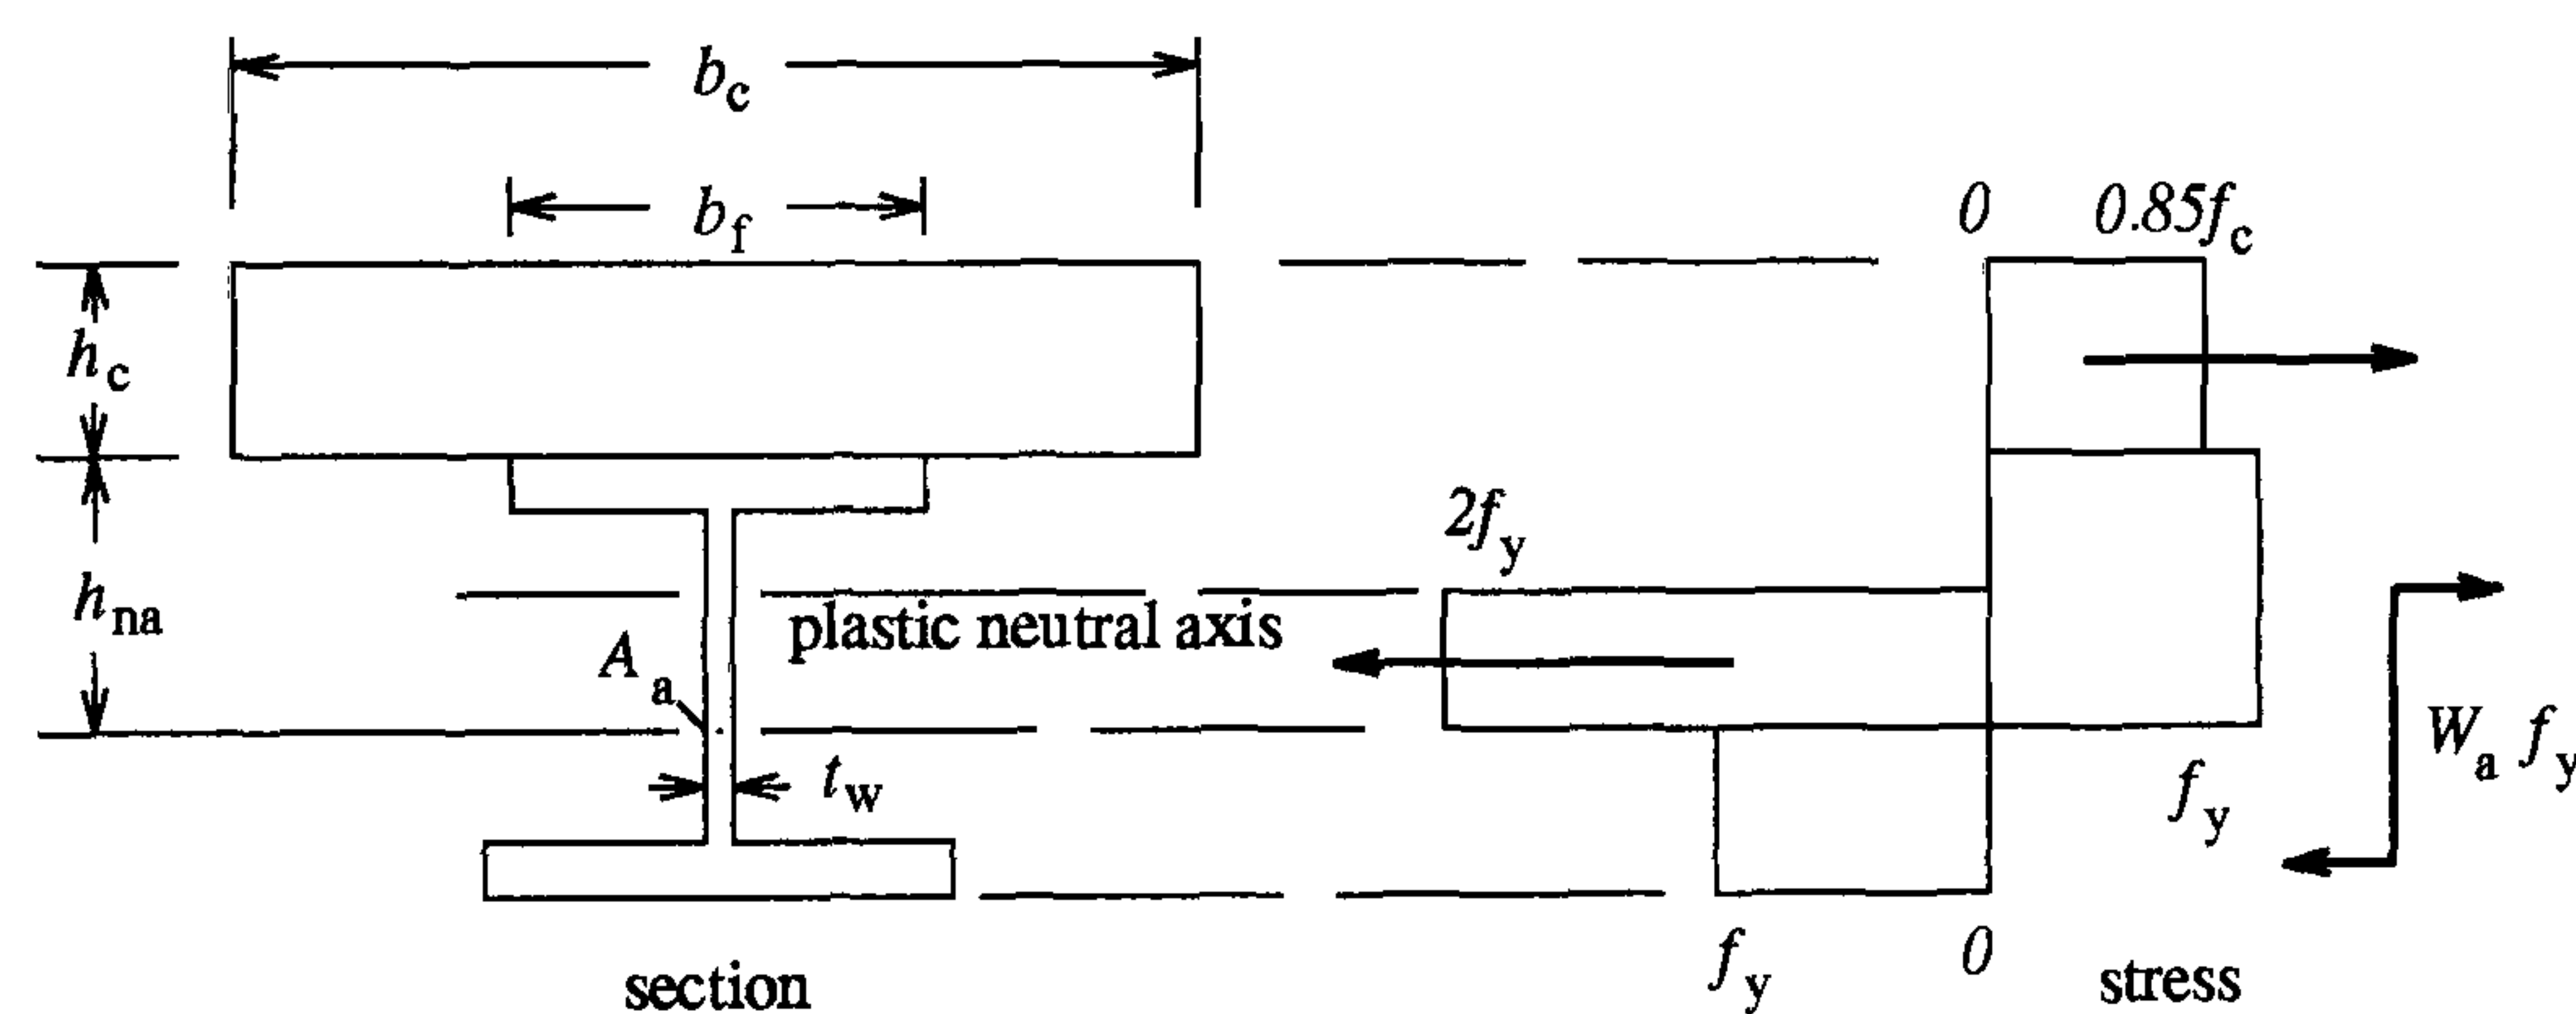 b_c
b_f
0 0.85f_c
h_c
2f_y
h_na
plastic neutral axis
A_a
W_a f_y
t_w
f_y
f_y
0
section
stress